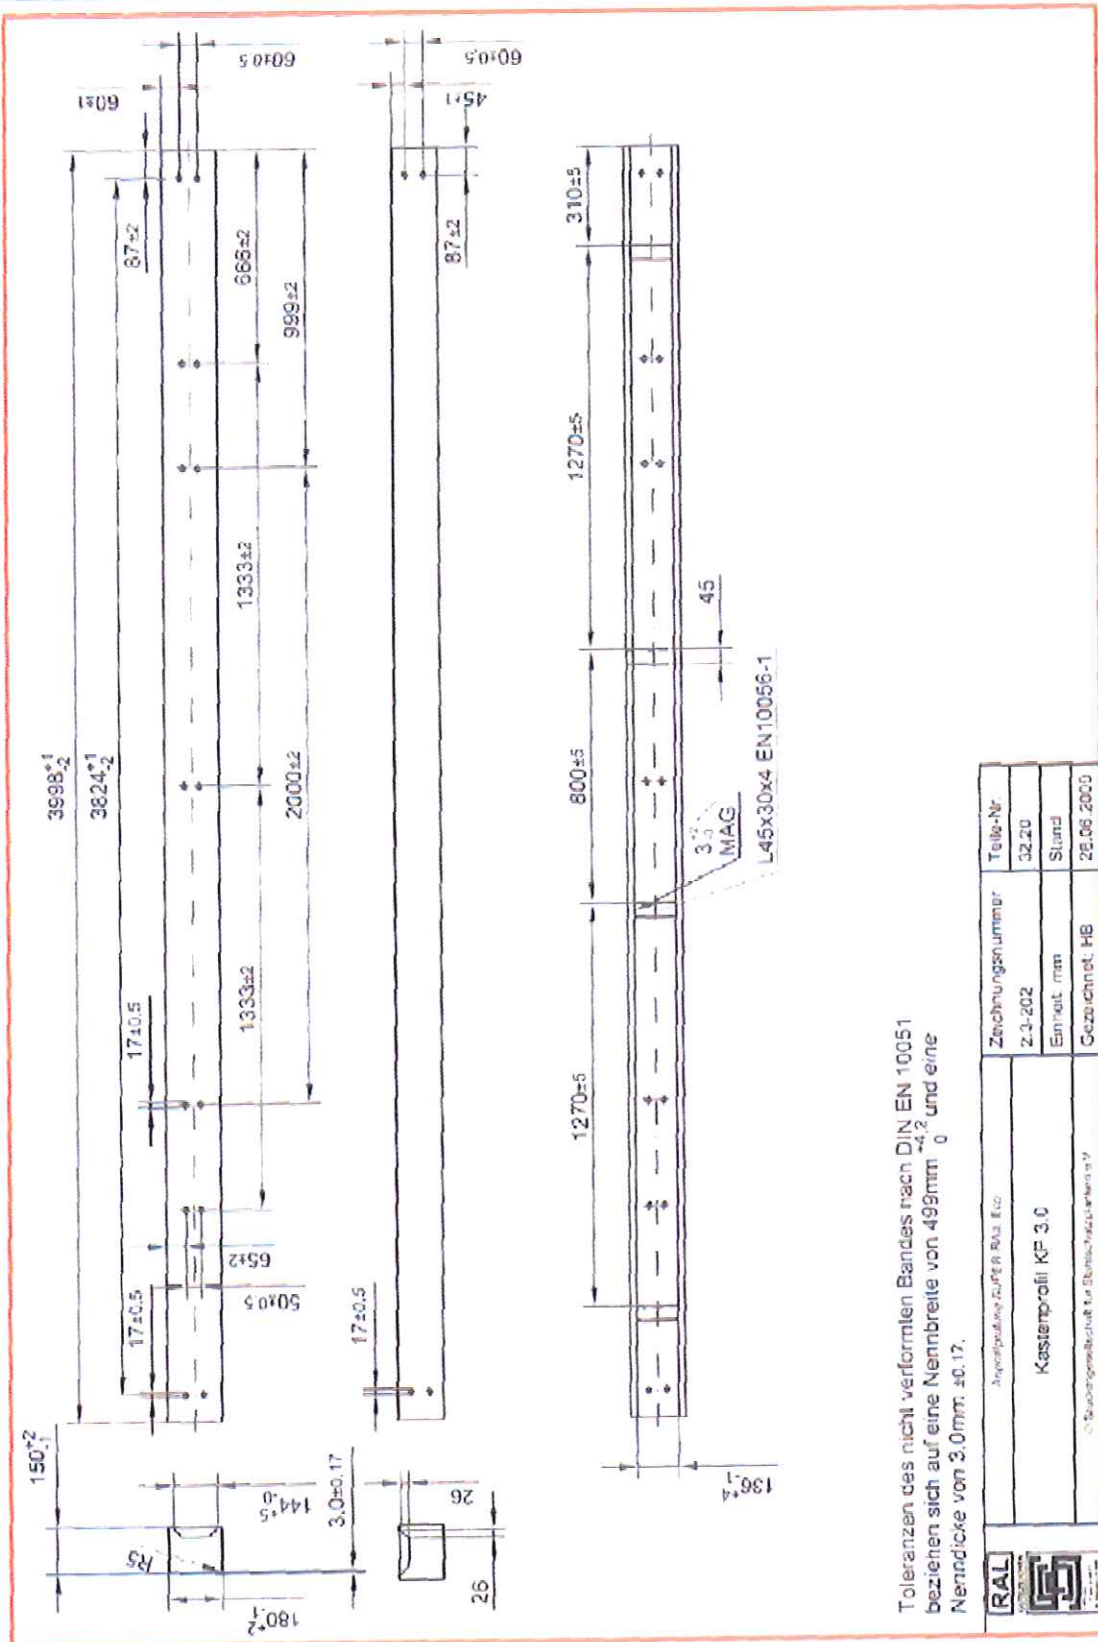 60±0.5
60±1
60±0.5
45±1
87±2
87±2
666±2
999±2
310±5
1333±2
1270±5
3998 +1 -2
3824 +1 -2
2000±2
45
800±5
3 +2 0
MAG
L45x30x4 EN10056-1
17±0.5
1333±2
1270±5
65±2
50±0.5
17±0.5
17±0.5
150 +2 -1
R5
144 +5 -0
3.0±0.17
180 +2 -1
26
26
136 +4 -1
Toleranzen des nicht verformten Bandes nach DIN EN 10051
beziehen sich auf eine Nennbreite von 499mm +4.2 0 und eine
Nenndicke von 3.0mm ±0.17.
RAL
Kastenprofil KP 3.0
Zeichnungsnummer
Teile-Nr.
2.3-202
32.20
Einheit: mm
Stand
Gezeichnet: HB